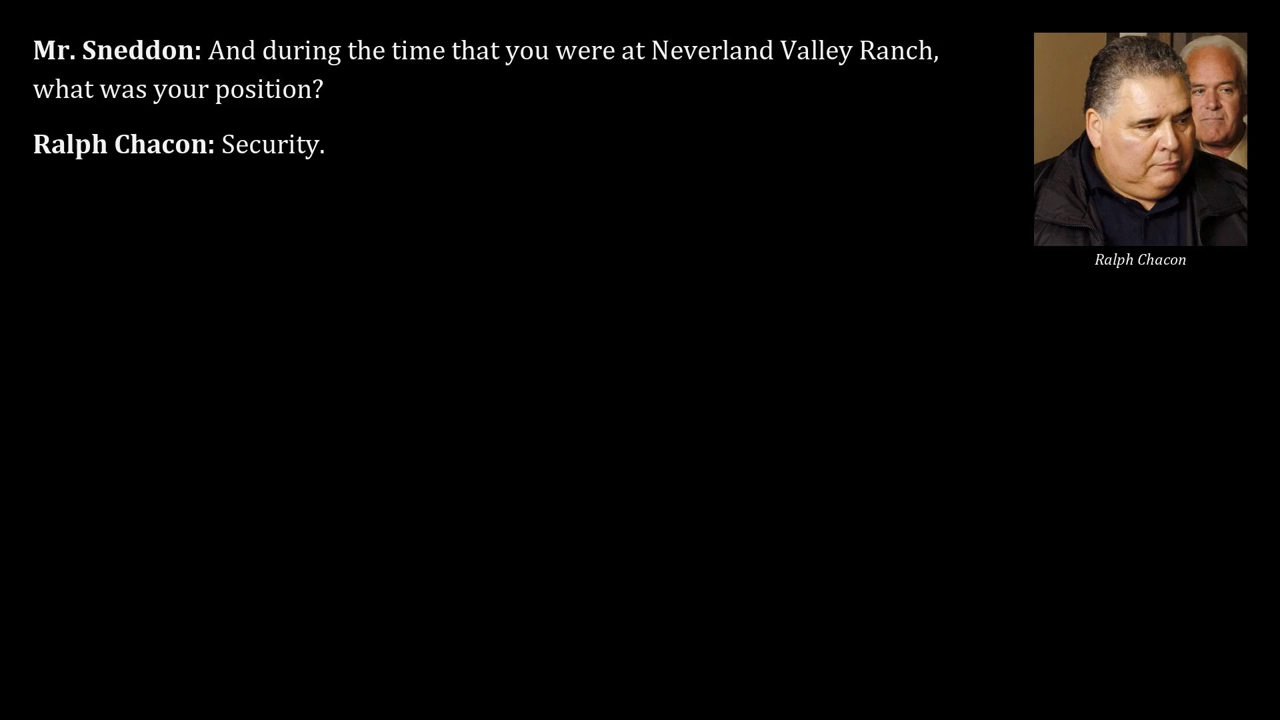 Mr. Sneddon: And during the time that you were at Neverland Valley Ranch,
what was your position?
Ralph Chacon: Security.
Ralph Chacon